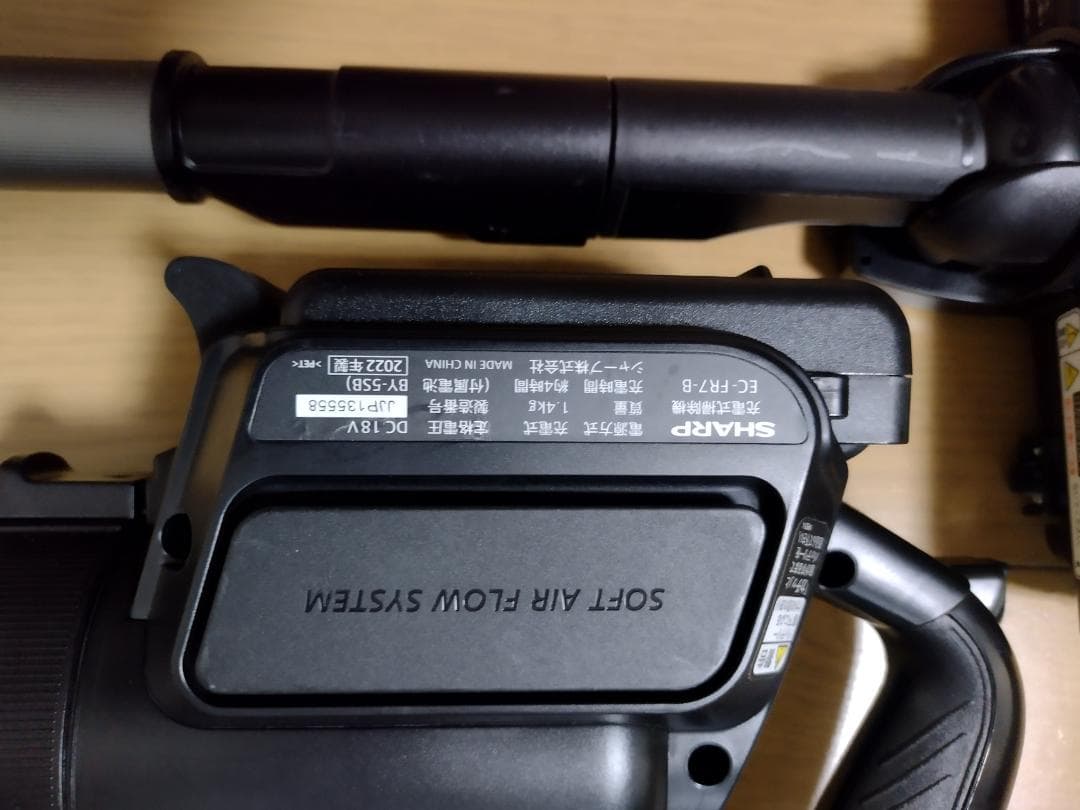 SOFT AIR FLOW SYSTEM
SHARP 電源方式 充電式 定格電圧 DC 18V
充電式掃除機 質量 1.4kg 製造番号 JJP135558
EC-FR7-B 充電時間 約4時間 (付属電池 BY-5SB)
シャープ株式会社 MADE IN CHINA 2022年製 >PET<